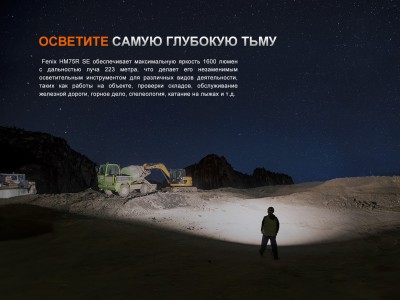 ОСВЕТИТЕ САМУЮ ГЛУБОКУЮ ТЬМУ
Fenix HM75R SE обеспечивает максимальную яркость 1600 люмен
с дальностью луча 223 метра, что делает его незаменимым
осветительным инструментом для различных видов деятельности,
таких как работы на объекте, проверки складов, обслуживание
железной дороги, горное дело, спелеология, катание на лыжах и т.д.